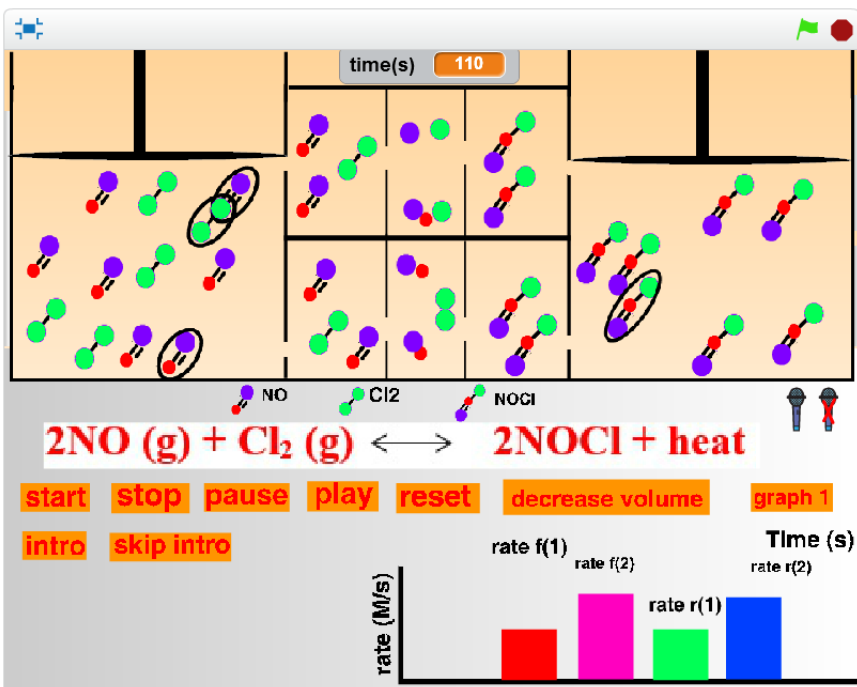 time(s) 110
NO Cl2 NOCl
2NO (g) + Cl₂ (g) ⟷ 2NOCl + heat
start stop pause play reset decrease volume graph 1
intro skip intro
rate f(1) rate f(2) rate r(1) rate r(2) Time (s)
rate (M/s)